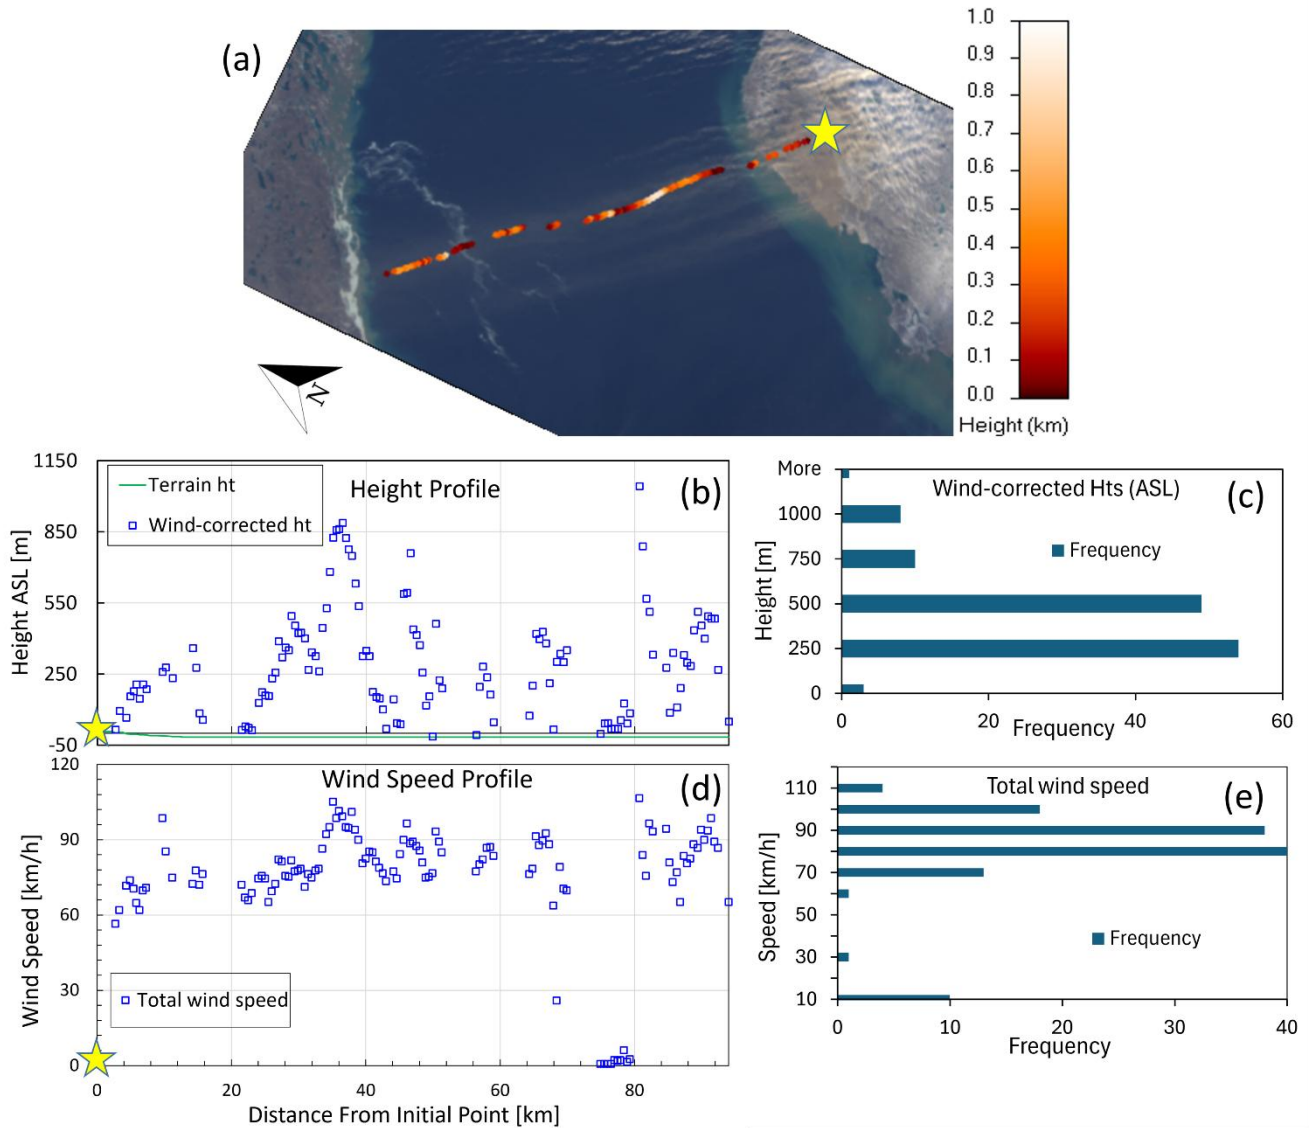 (a)
1.0
0.9
0.8
0.7
0.6
0.5
0.4
0.3
0.2
0.1
0.0
Height (km)
N
1150
850
550
250
-50
Height ASL [m]
Terrain ht
Wind-corrected ht
Height Profile
(b)
More
1000
750
500
250
0
Height [m]
Wind-corrected Hts (ASL)
(c)
Frequency
0 20 40 60
Frequency
120
90
60
30
0
Wind Speed [km/h]
Wind Speed Profile
(d)
Total wind speed
0 20 40 60 80
Distance From Initial Point [km]
110
90
70
50
30
10
Speed [km/h]
Total wind speed
(e)
Frequency
0 10 20 30 40
Frequency